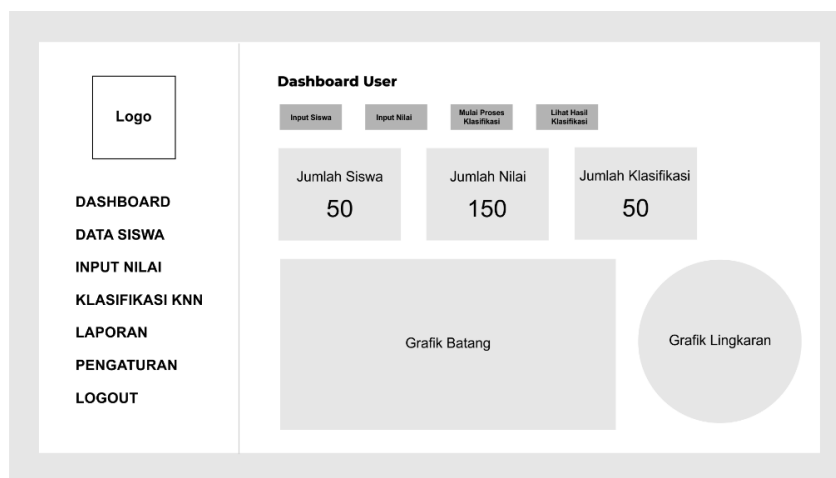 Logo
DASHBOARD
DATA SISWA
INPUT NILAI
KLASIFIKASI KNN
LAPORAN
PENGATURAN
LOGOUT
Dashboard User
Input Siswa
Input Nilai
Mulai Proses
Klasifikasi
Lihat Hasil
Klasifikasi
Jumlah Siswa
50
Jumlah Nilai
150
Jumlah Klasifikasi
50
Grafik Batang
Grafik Lingkaran